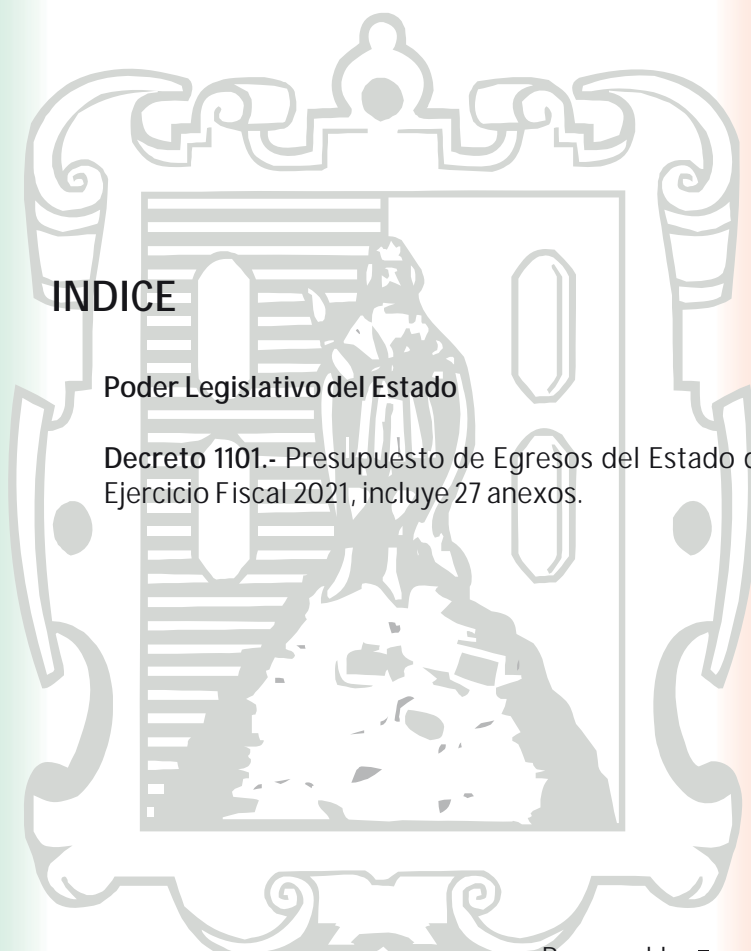 INDICE
Poder Legislativo del Estado
Decreto 1101.- Presupuesto de Egresos del Estado
Ejercicio Fiscal 2021, incluye 27 anexos.